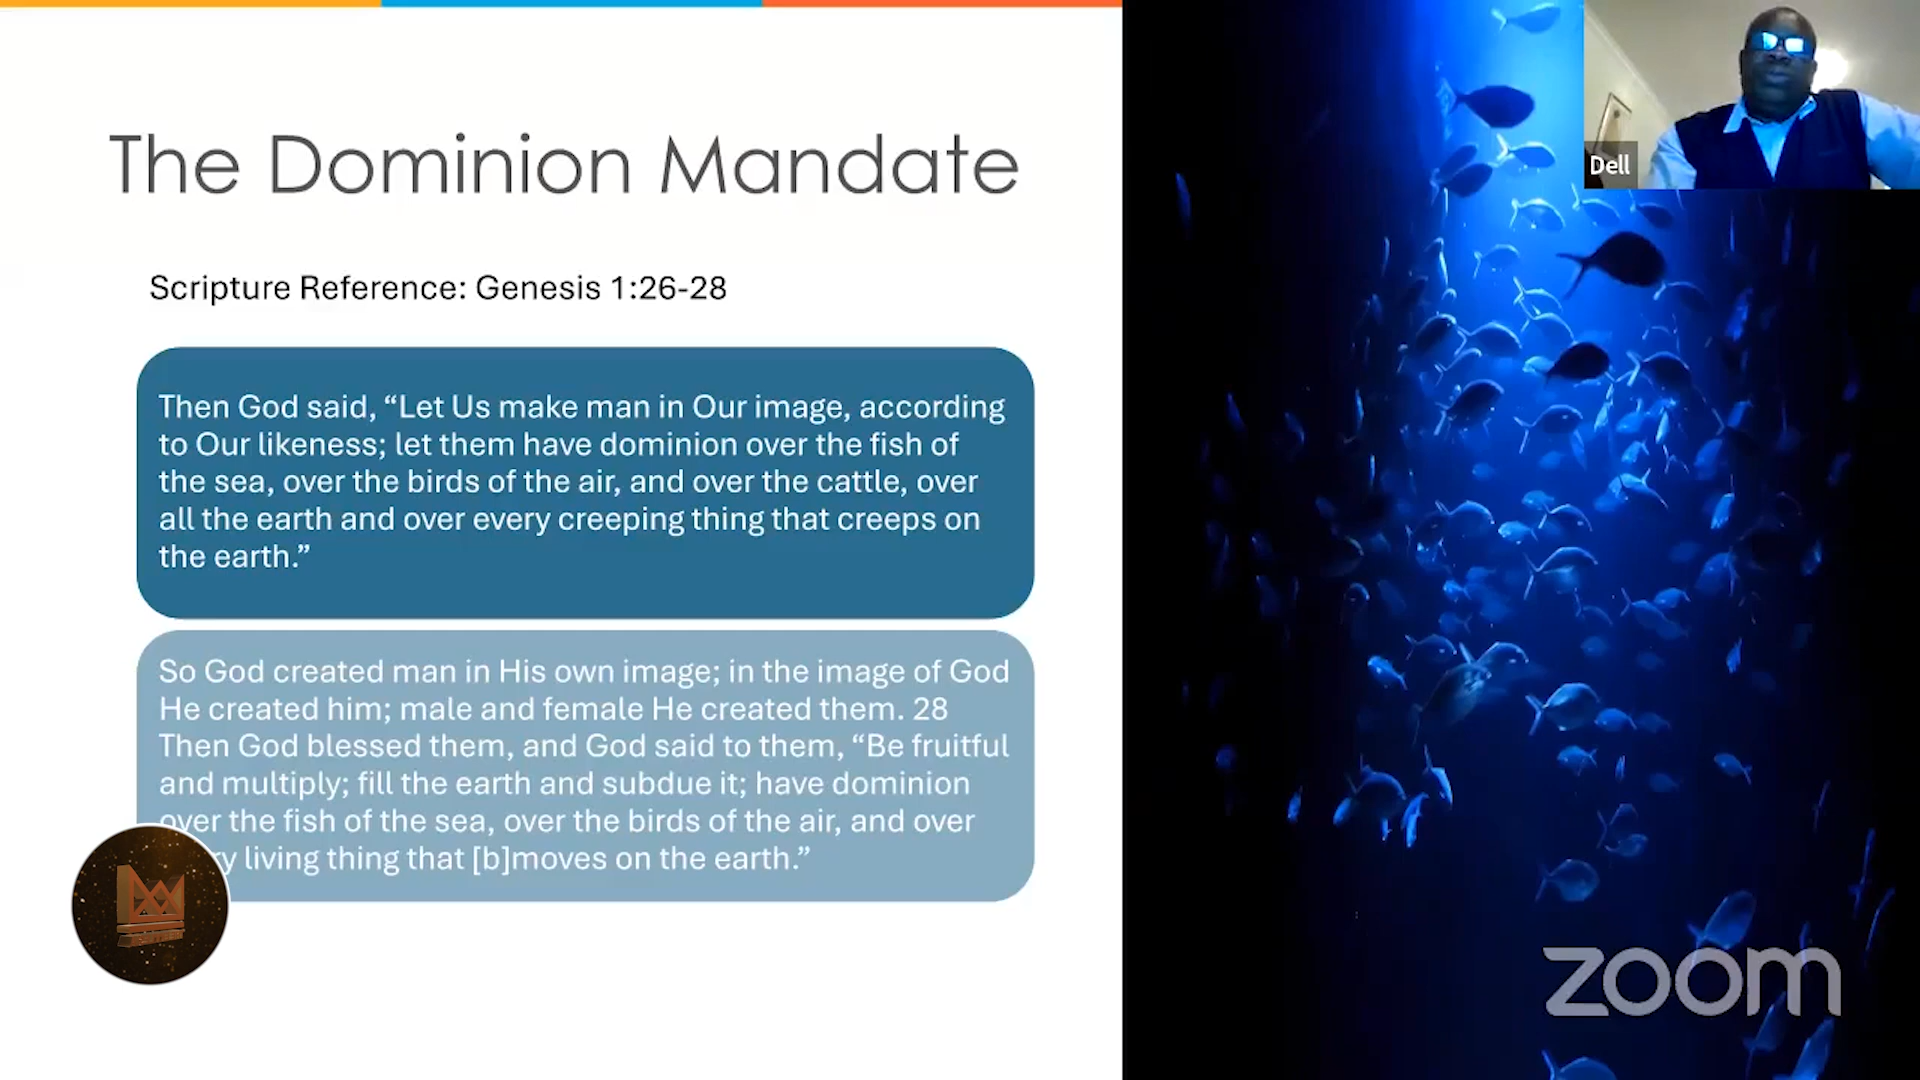 The Dominion Mandate
Scripture Reference: Genesis 1:26-28
Then God said, “Let Us make man in Our image, according
to Our likeness; let them have dominion over the fish of
the sea, over the birds of the air, and over the cattle, over
all the earth and over every creeping thing that creeps on
the earth.”
So God created man in His own image; in the image of God
He created him; male and female He created them. 28
Then God blessed them, and God said to them, “Be fruitful
and multiply; fill the earth and subdue it; have dominion
over the fish of the sea, over the birds of the air, and over
living thing that [b]moves on the earth.”
Dell
zoom